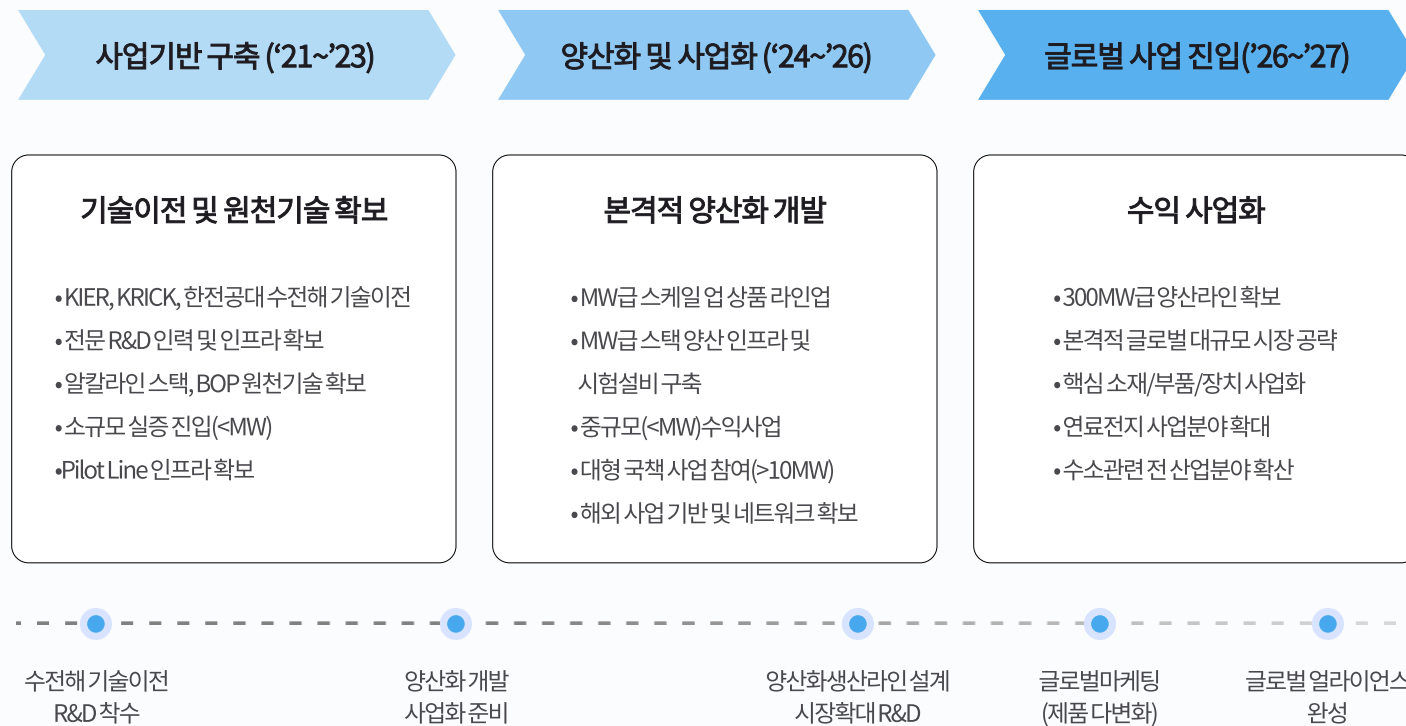 사업기반 구축 (‘21~’23)
양산화 및 사업화 (‘24~’26)
글로벌 사업 진입(’26~’27)
기술이전 및 원천기술 확보
•KIER, KRICK, 한전공대 수전해 기술이전
•전문 R&D 인력 및 인프라 확보
•알칼라인 스택, BOP 원천기술 확보
•소규모 실증 진입(<MW)
•Pilot Line 인프라 확보
본격적 양산화 개발
•MW급 스케일 업 상품 라인업
•MW급 스택 양산 인프라 및
시험설비 구축
•중규모(<MW)수익사업
•대형 국책 사업 참여(>10MW)
•해외 사업 기반 및 네트워크 확보
수익 사업화
•300MW급 양산라인 확보
•본격적 글로벌 대규모 시장 공략
•핵심 소재/부품/장치 사업화
•연료전지 사업분야 확대
•수소관련 전 산업분야 확산
수전해 기술이전
R&D 착수
양산화 개발
사업화 준비
양산화생산라인 설계
시장확대 R&D
글로벌마케팅
(제품 다변화)
글로벌 얼라이언스
완성